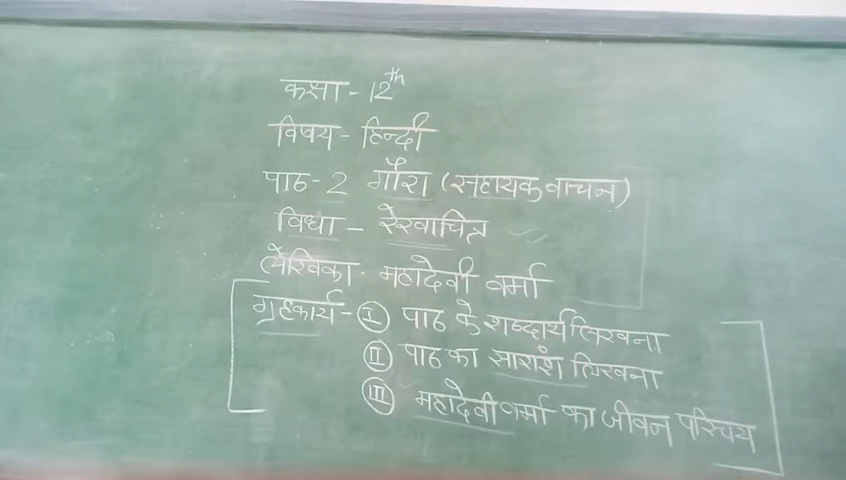 कक्षा - 12th
विषय - हिन्दी
पाठ - 2 गौरा (सहायक वाचन)
विधा - रेखाचित्र
लेखिका - महादेवी वर्मा
गृहकार्य - I पाठ के शब्दार्थ लिखना
II पाठ का सारांश लिखना
III महादेवी वर्मा का जीवन परिचय